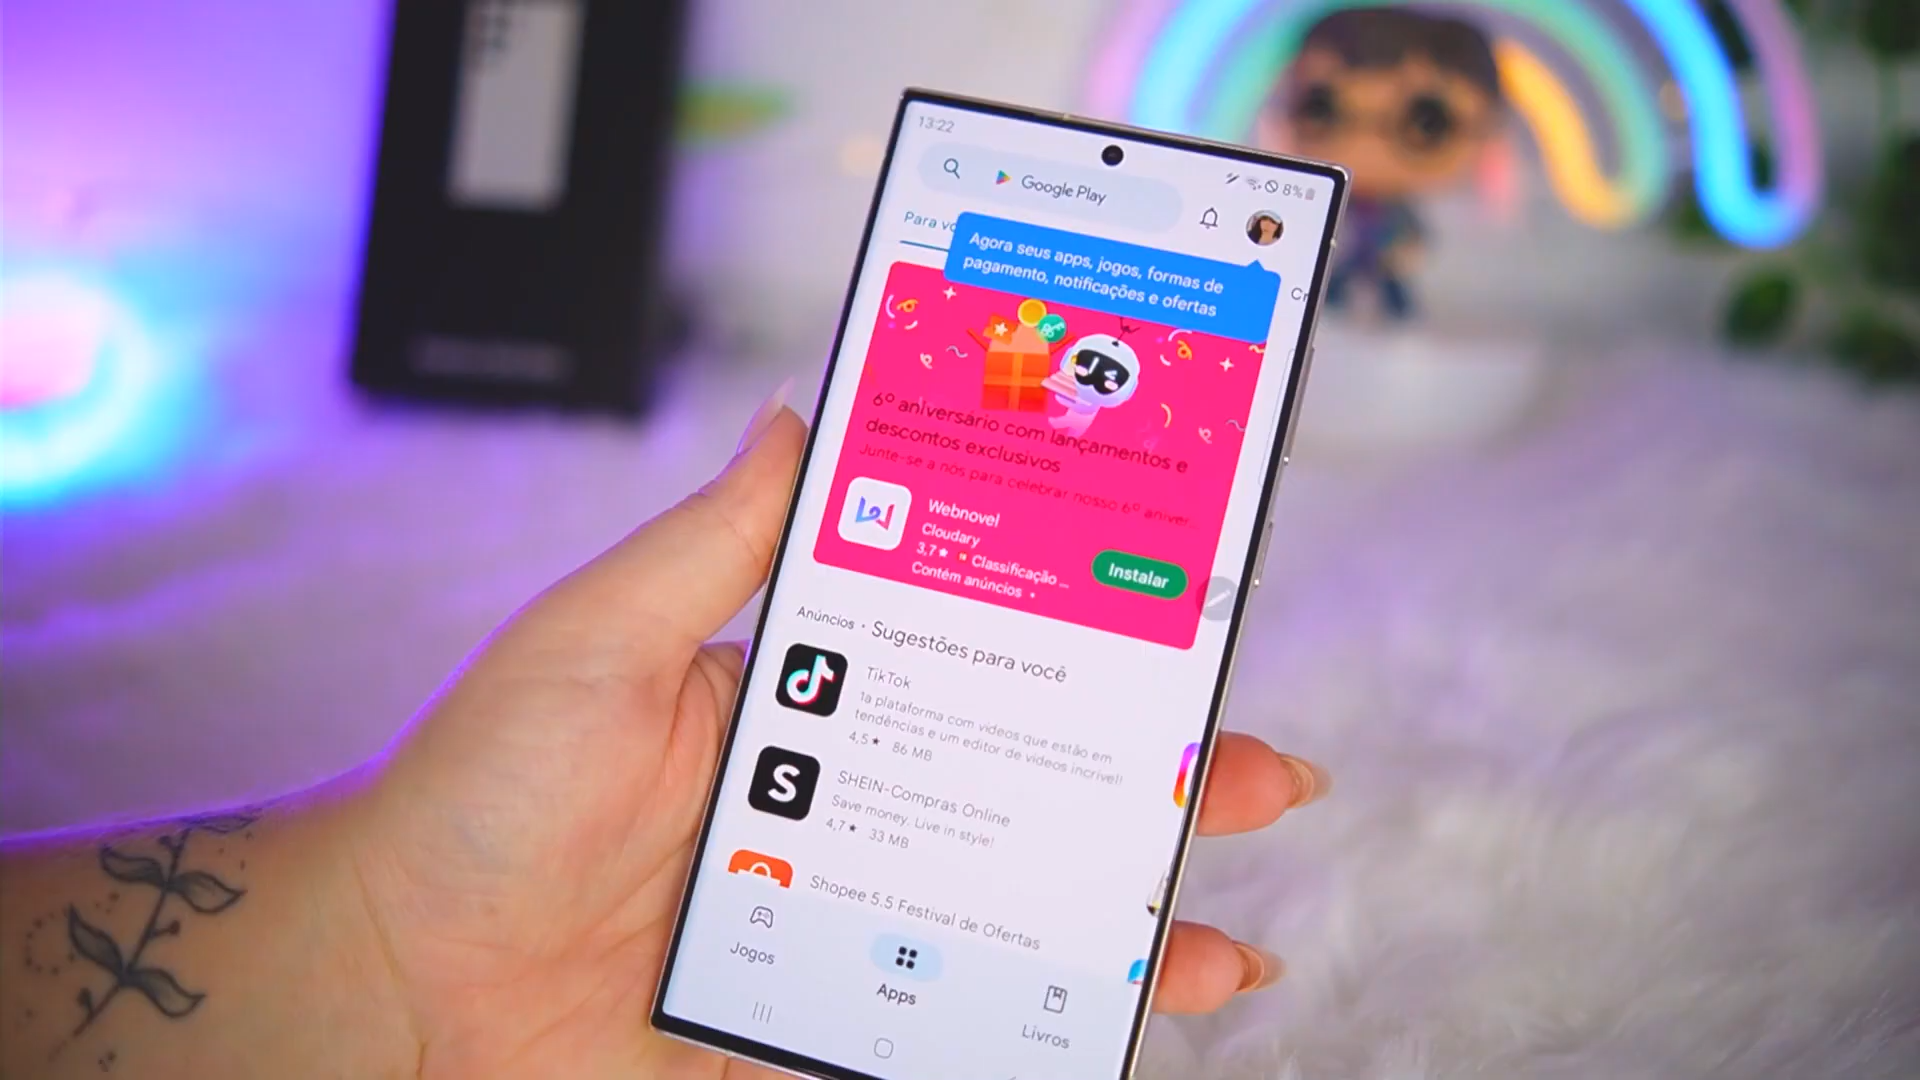 13:22
8%
Google Play
Para vo
Agora seus apps, jogos, formas de
pagamento, notificações e ofertas
Cr
6º aniversário com lançamentos e
descontos exclusivos
Junte-se a nós para celebrar nosso 6º aniver...
Webnovel
Cloudary
3,7★ Classificação ...
Contém anúncios •
Instalar
Anúncios • Sugestões para você
TikTok
1a plataforma com vídeos que estão em
tendências e um editor de vídeos incrível!
4,5★ 86 MB
S
SHEIN-Compras Online
Save money. Live in style!
4,7★ 33 MB
Shopee 5.5 Festival de Ofertas
Jogos
Apps
Livros